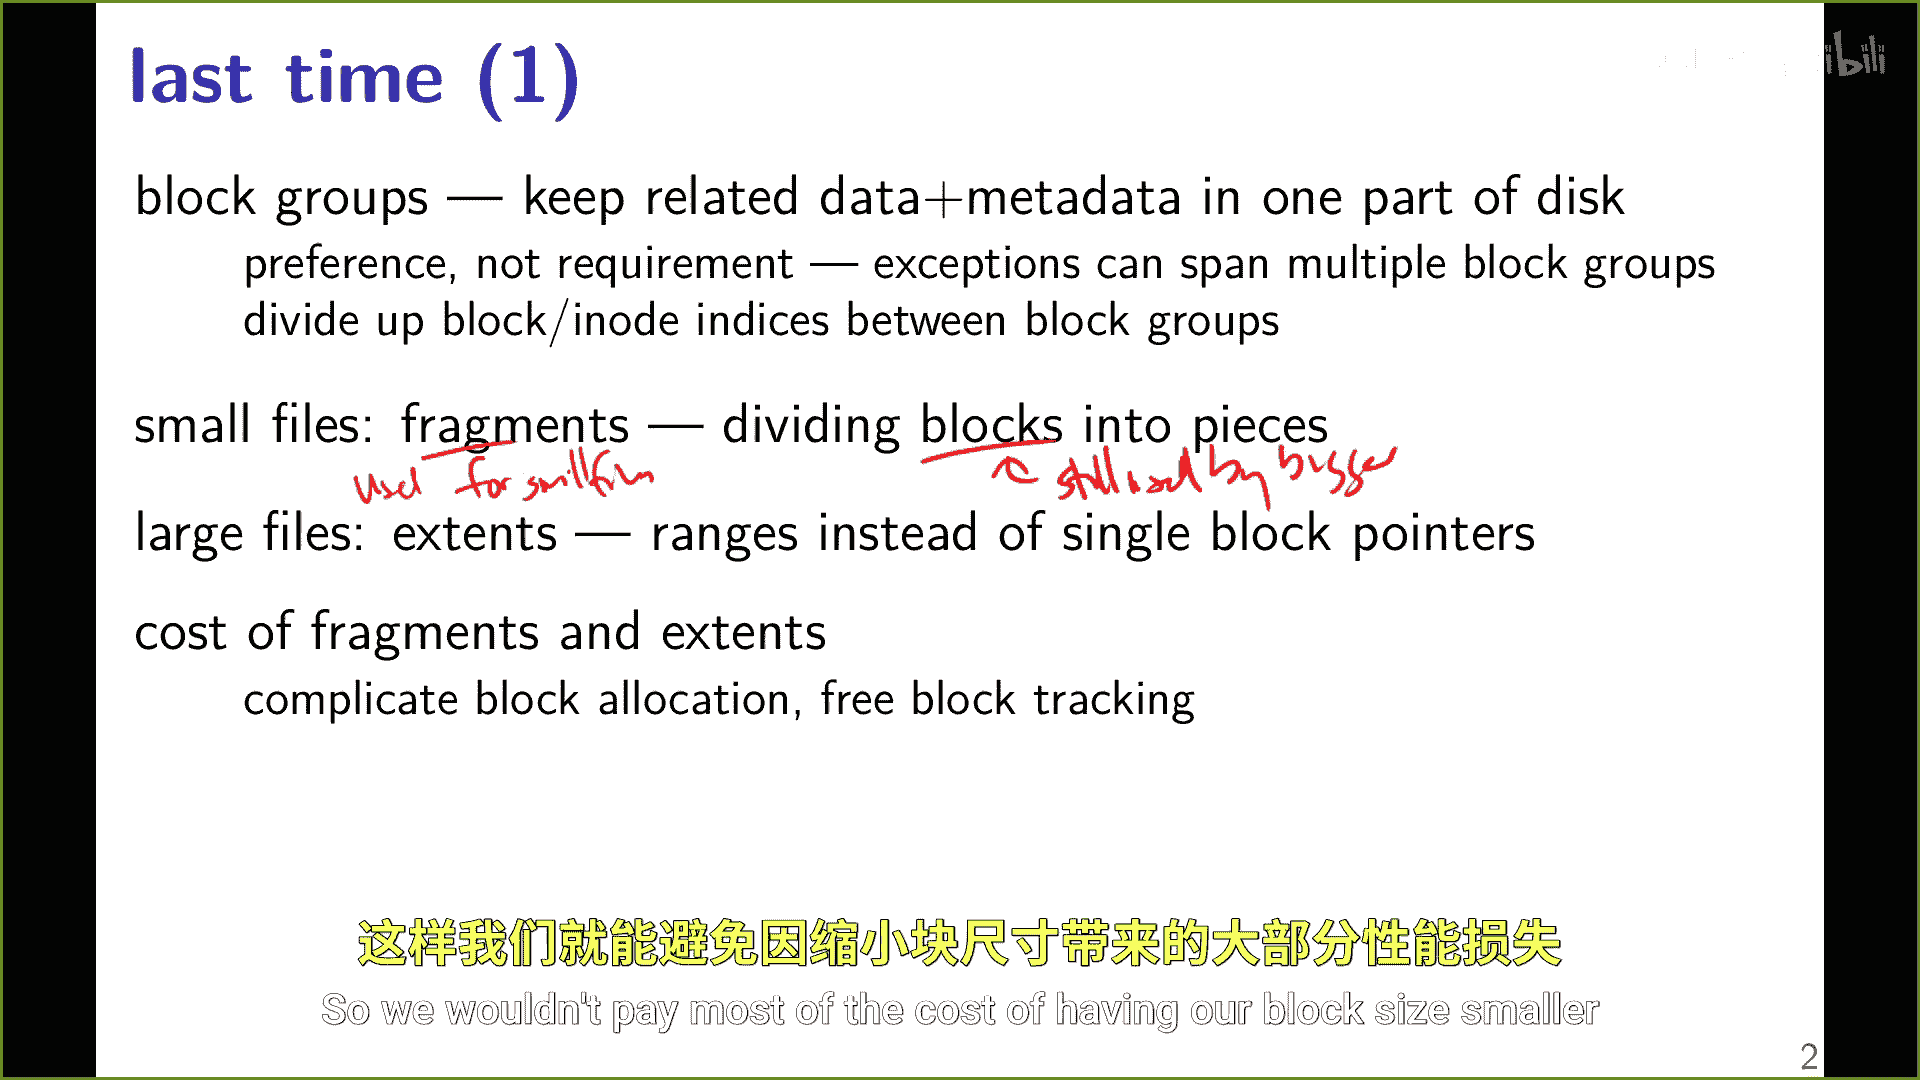 last time (1)
bili
block groups — keep related data+metadata in one part of disk
preference, not requirement — exceptions can span multiple block groups
divide up block/inode indices between block groups
small files: fragments — dividing blocks into pieces
used for small files
still used by bigger
large files: extents — ranges instead of single block pointers
cost of fragments and extents
complicate block allocation, free block tracking
这样我们就能避免因缩小块尺寸带来的大部分性能损失
So we wouldn't pay most of the cost of having our block size smaller
2